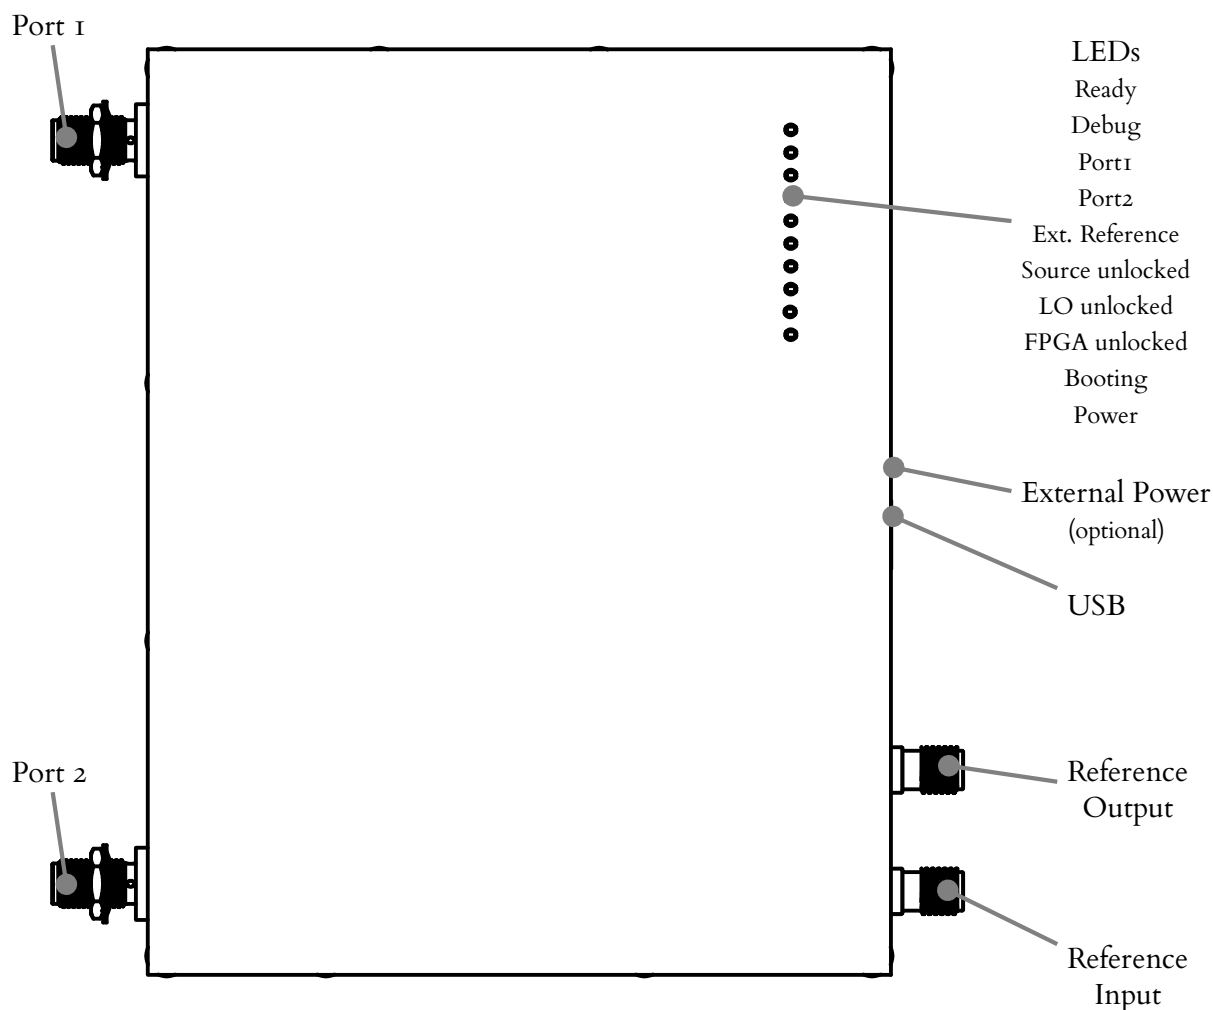 Port 1
LEDs
Ready
Debug
Port1
Port2
Ext. Reference
Source unlocked
LO unlocked
FPGA unlocked
Booting
Power
External Power
(optional)
USB
Port 2
Reference
Output
Reference
Input